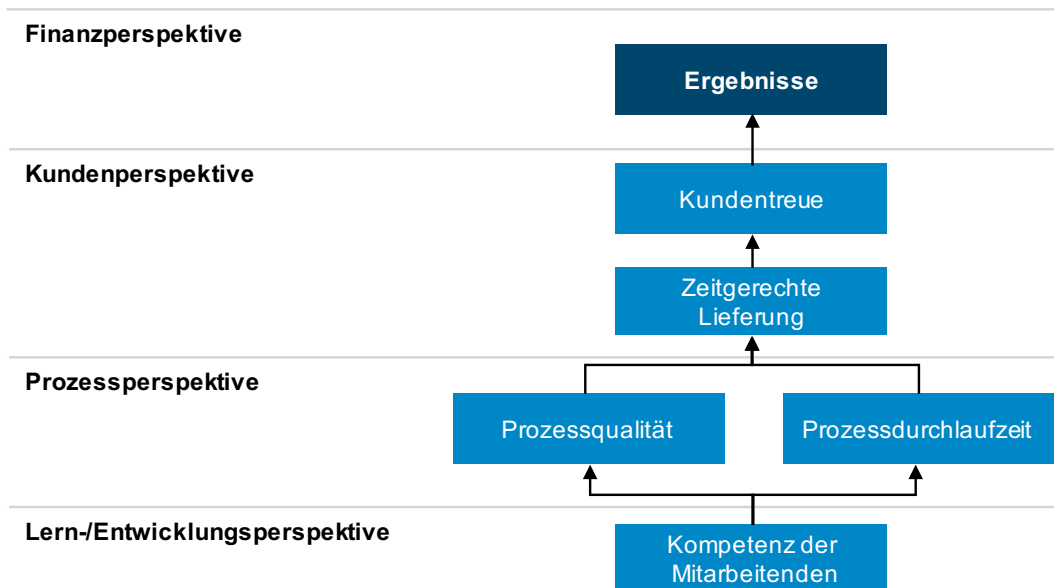 Finanzperspektive
Ergebnisse
Kundenperspektive
Kundentreue
Zeitgerechte
Lieferung
Prozessperspektive
Prozessqualität
Prozessdurchlaufzeit
Lern-/Entwicklungsperspektive
Kompetenz der
Mitarbeitenden